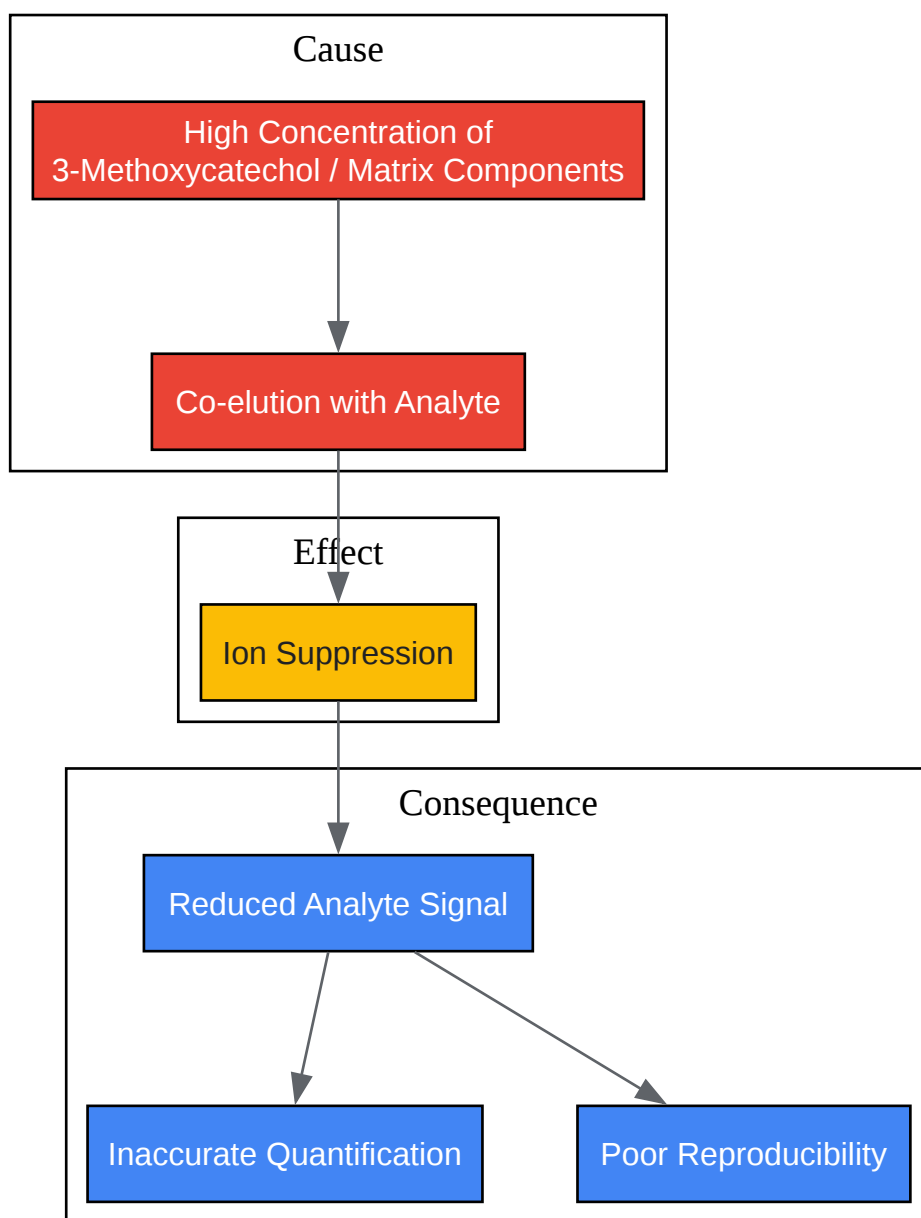 Cause
High Concentration of
3-Methoxycatechol / Matrix Components
Co-elution with Analyte
Effect
Ion Suppression
Consequence
Reduced Analyte Signal
Inaccurate Quantification
Poor Reproducibility